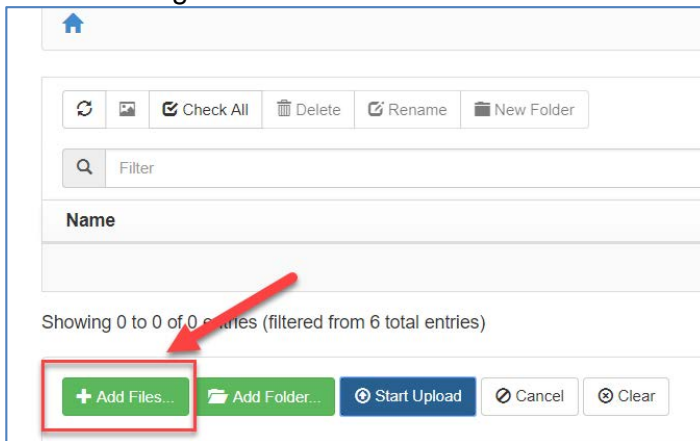 Check All Delete Rename New Folder
Filter
Name
Showing 0 to 0 of 0 entries (filtered from 6 total entries)
Add Files... Add Folder... Start Upload Cancel Clear